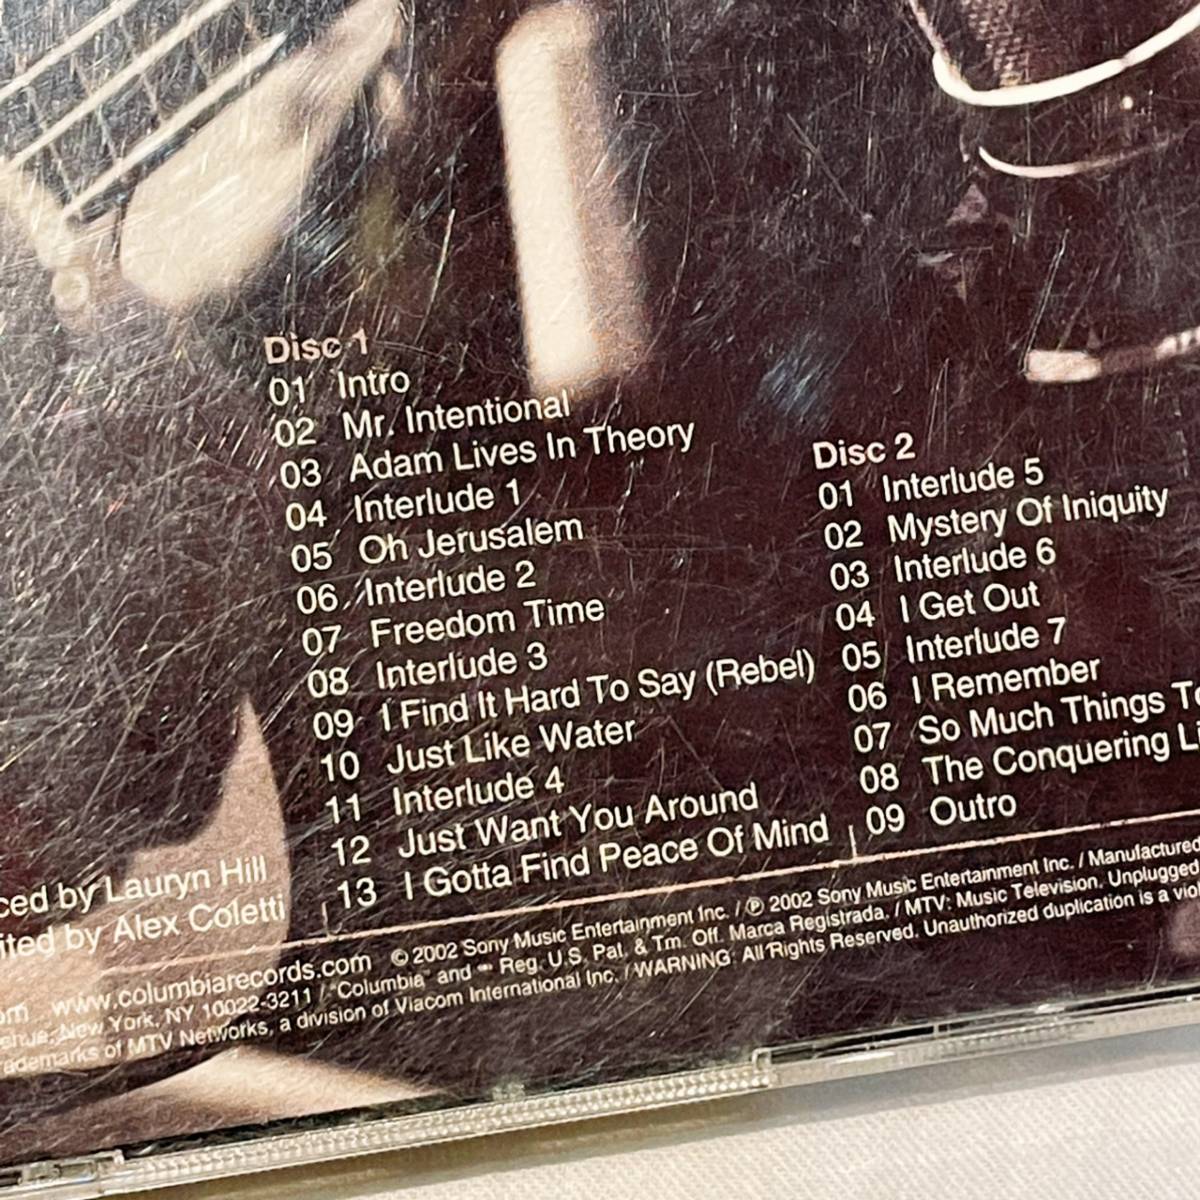 Disc 1
01 Intro
02 Mr. Intentional
03 Adam Lives In Theory
04 Interlude 1
05 Oh Jerusalem
06 Interlude 2
07 Freedom Time
08 Interlude 3
09 I Find It Hard To Say (Rebel)
10 Just Like Water
11 Interlude 4
12 Just Want You Around
13 I Gotta Find Peace Of Mind
Disc 2
01 Interlude 5
02 Mystery Of Iniquity
03 Interlude 6
04 I Get Out
05 Interlude 7
06 I Remember
07 So Much Things
08 The Conquering
09 Outro
by Lauryn Hill
by Alex Coletti
www.columbiarecords.com © 2002 Sony Music Entertainment Inc. / ℗ 2002 Sony Music Entertainment Inc. / Manufactured
New York, NY 10022-3211 / "Columbia" and Reg. U.S. Pat. & Tm. Off. Marca Registrada. / MTV: Music Television, Unplugged
of MTV Networks, a division of Viacom International Inc. / WARNING: All Rights Reserved. Unauthorized duplication is a